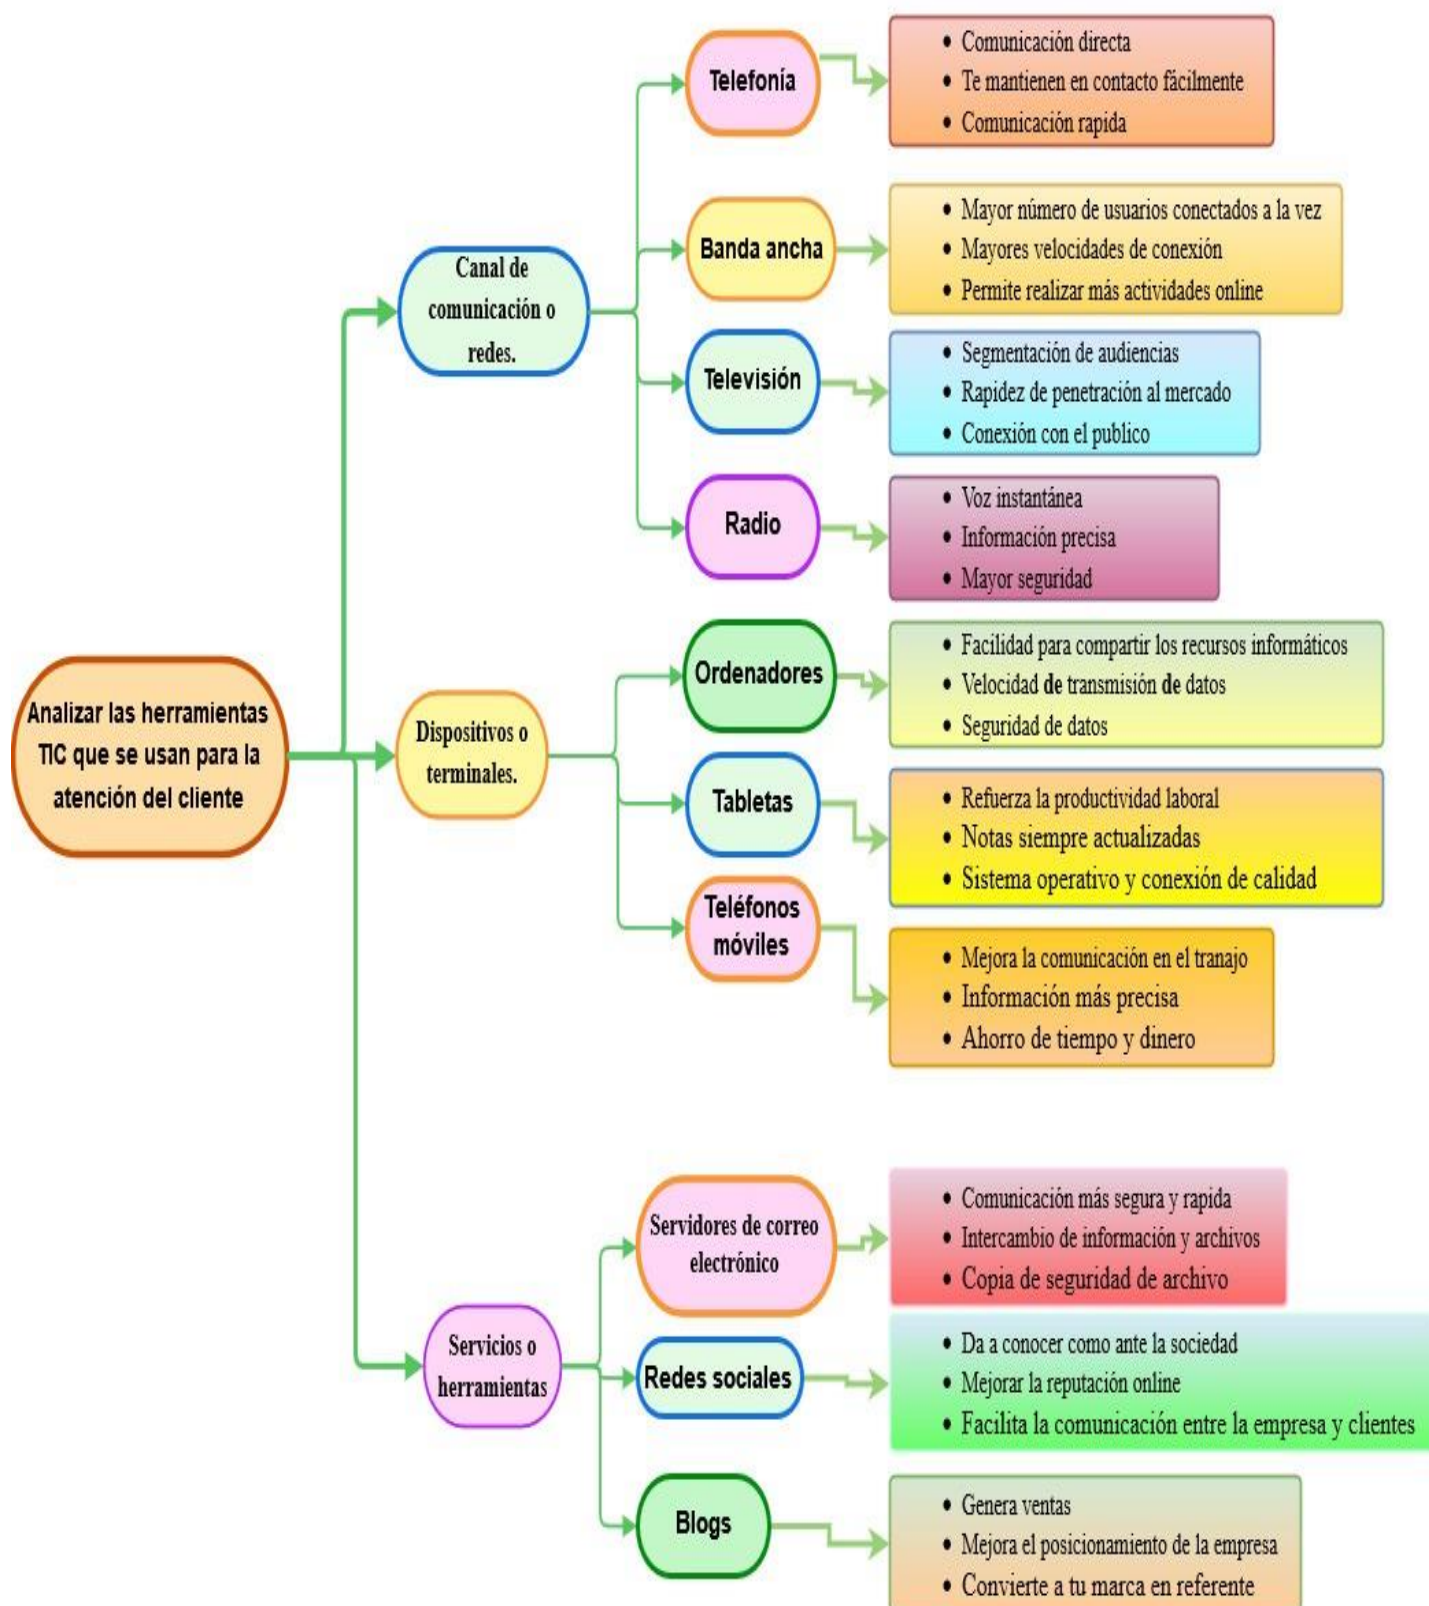 Analizar las herramientas
TIC que se usan para la
atención del cliente
Canal de
comunicación o
redes.
Telefonía
• Comunicación directa
• Te mantienen en contacto fácilmente
• Comunicación rapida
Banda ancha
• Mayor número de usuarios conectados a la vez
• Mayores velocidades de conexión
• Permite realizar más actividades online
Televisión
• Segmentación de audiencias
• Rapidez de penetración al mercado
• Conexión con el publico
Radio
• Voz instantánea
• Información precisa
• Mayor seguridad
Dispositivos o
terminales.
Ordenadores
• Facilidad para compartir los recursos informáticos
• Velocidad de transmisión de datos
• Seguridad de datos
Tabletas
• Refuerza la productividad laboral
• Notas siempre actualizadas
• Sistema operativo y conexión de calidad
Teléfonos
móviles
• Mejora la comunicación en el tranajo
• Información más precisa
• Ahorro de tiempo y dinero
Servicios o
herramientas
Servidores de correo
electrónico
• Comunicación más segura y rapida
• Intercambio de información y archivos
• Copia de seguridad de archivo
Redes sociales
• Da a conocer como ante la sociedad
• Mejorar la reputación online
• Facilita la comunicación entre la empresa y clientes
Blogs
• Genera ventas
• Mejora el posicionamiento de la empresa
• Convierte a tu marca en referente